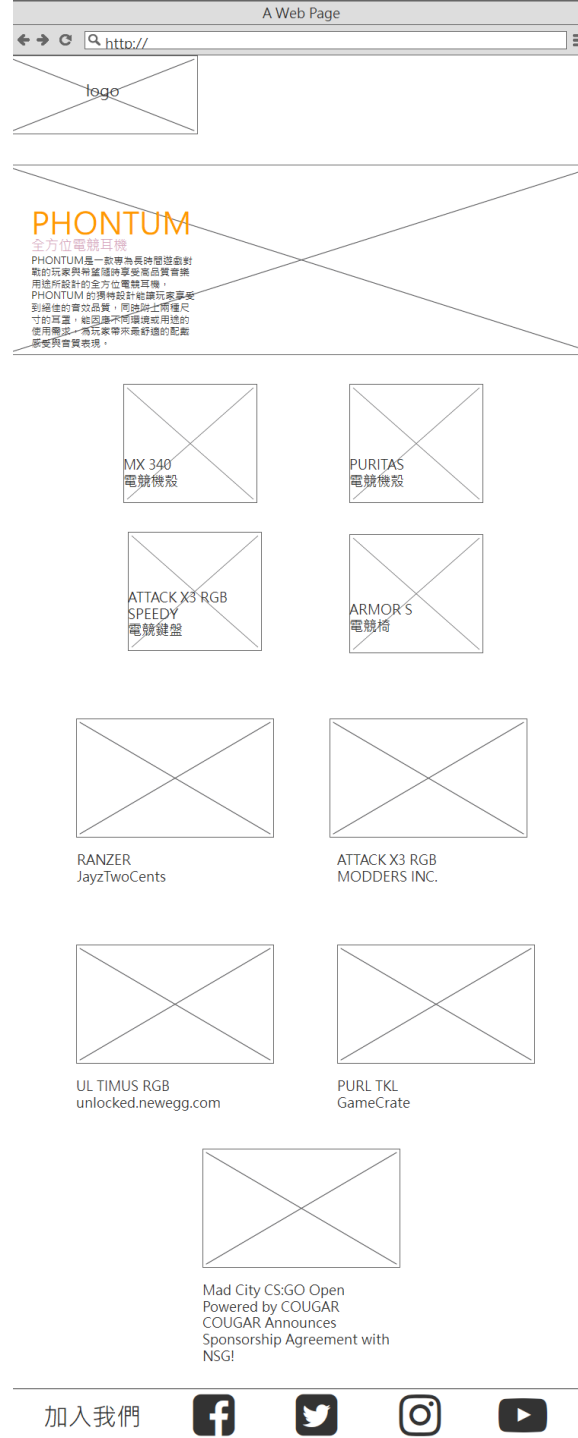 A Web Page
http://
logo
PHONTUM
全方位電競耳機
PHONTUM是一款專為長時間遊戲對
戰的玩家與希望隨時享受高品質音樂
用途所設計的全方位電競耳機，
PHONTUM 的獨特設計能讓玩家享受
到絕佳的音效品質，同時附上兩種尺
寸的耳罩，能因應不同環境或用途的
使用需求，為玩家帶來最舒適的配戴
感受與音質表現。
MX 340
電競機殼
PURITAS
電競機殼
ATTACK X3 RGB
SPEEDY
電競鍵盤
ARMOR S
電競椅
RANZER
JayzTwoCents
ATTACK X3 RGB
MODDERS INC.
UL TIMUS RGB
unlocked.newegg.com
PURL TKL
GameCrate
Mad City CS:GO Open
Powered by COUGAR
COUGAR Announces
Sponsorship Agreement with
NSG!
加入我們